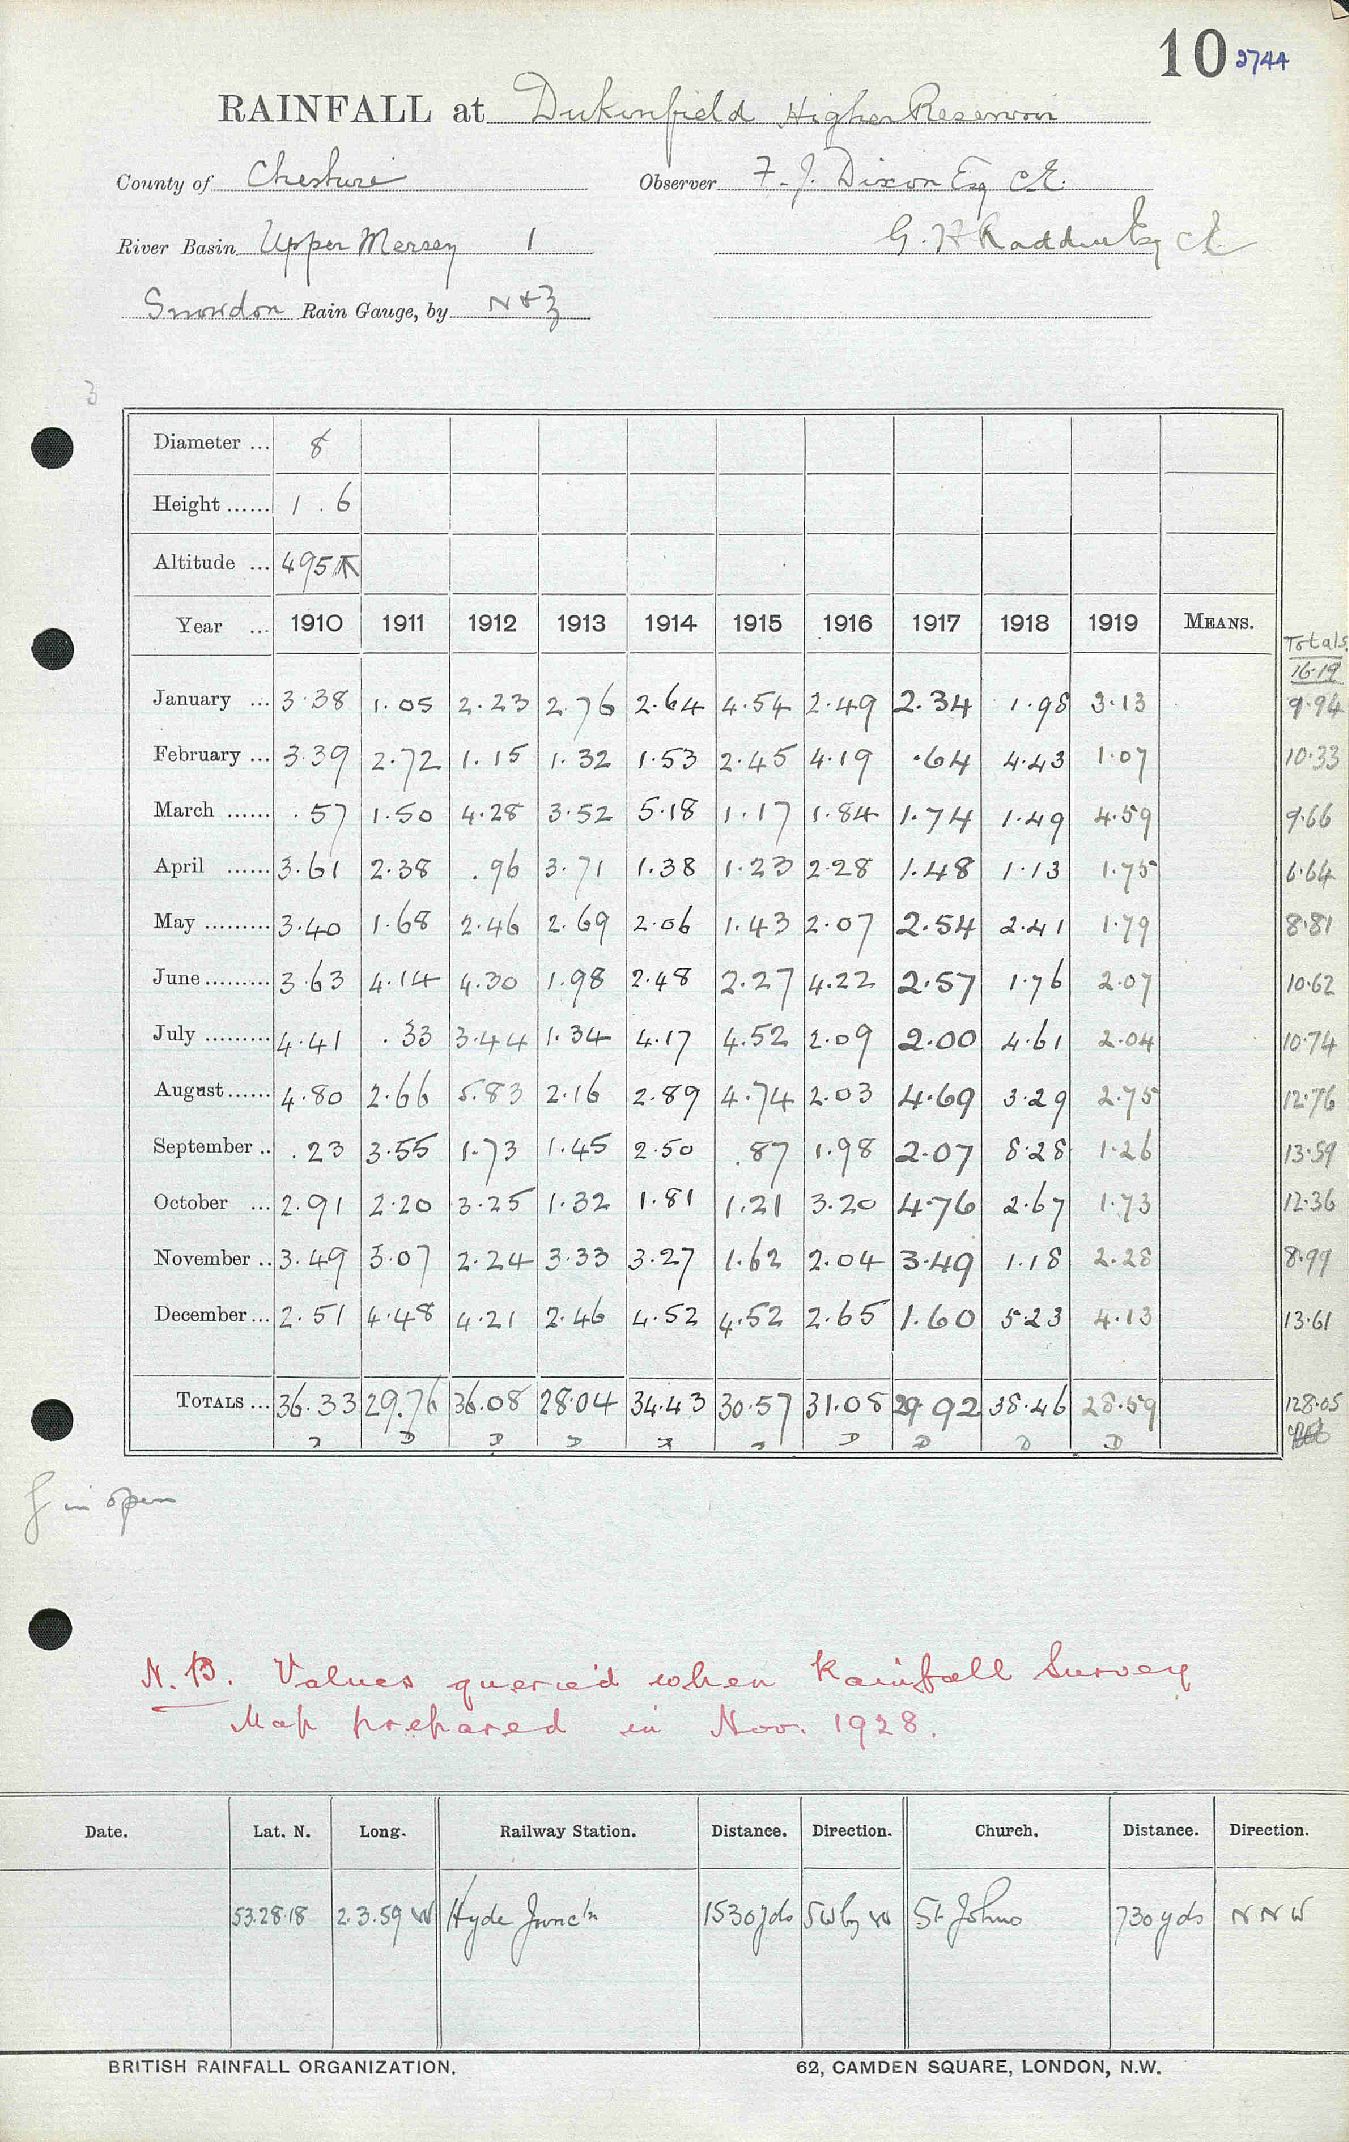 10 2744
RAINFALL at Dukinfield Higher Reservoir
County of Cheshire Observer F. J. Dixon Esq C.E.
River Basin Upper Mersey 1 G. H. Esq C.E.
Snowdon Rain Gauge, by N & Z
3
Diameter ... 8
Height ...... 1 . 6
Altitude ... 495
Year ... 1910 1911 1912 1913 1914 1915 1916 1917 1918 1919 MEANS. Totals 16-19
January ... 3.38 1.05 2.23 2.76 2.64 4.54 2.49 2.34 1.98 3.13 9.94
February ... 3.39 2.72 1.15 1.32 1.53 2.45 4.19 .64 4.43 1.07 10.33
March ...... .57 1.50 4.28 3.52 5.18 1.17 1.84 1.74 1.49 4.59 9.66
April ...... 3.61 2.38 .96 3.71 1.38 1.23 2.28 1.48 1.13 1.75 6.64
May ......... 3.40 1.68 2.46 2.69 2.06 1.43 2.07 2.54 2.41 1.79 8.81
June ......... 3.63 4.14 4.30 1.98 2.48 2.27 4.22 2.57 1.76 2.07 10.62
July ......... 4.41 .33 3.44 1.34 4.17 4.52 2.09 2.00 4.61 2.04 10.74
August ...... 4.80 2.66 5.83 2.16 2.89 4.74 2.03 4.69 3.29 2.75 12.76
September .. .23 3.55 1.73 1.45 2.50 .87 1.98 2.07 8.28 1.26 13.59
October ... 2.91 2.20 3.25 1.32 1.81 1.21 3.20 4.76 2.67 1.73 12.36
November .. 3.49 3.07 2.24 3.33 3.27 1.62 2.04 3.49 1.18 2.28 8.99
December ... 2.51 4.48 4.21 2.46 4.52 4.52 2.65 1.60 5.23 4.13 13.61
TOTALS ... 36.33 29.76 36.08 28.04 34.43 30.57 31.08 29.92 38.46 28.59 128.05
D D D D D D D D D
in open
N.B. Values queried when Rainfall Survey
Map prepared in Nov. 1928.
Date. Lat. N. Long. Railway Station. Distance. Direction. Church. Distance. Direction.
53.28.18 2.3.59 W Hyde Junctn 1530 yds SW by W St Johns 730 yds NNW
BRITISH RAINFALL ORGANIZATION. 62, CAMDEN SQUARE, LONDON, N.W.